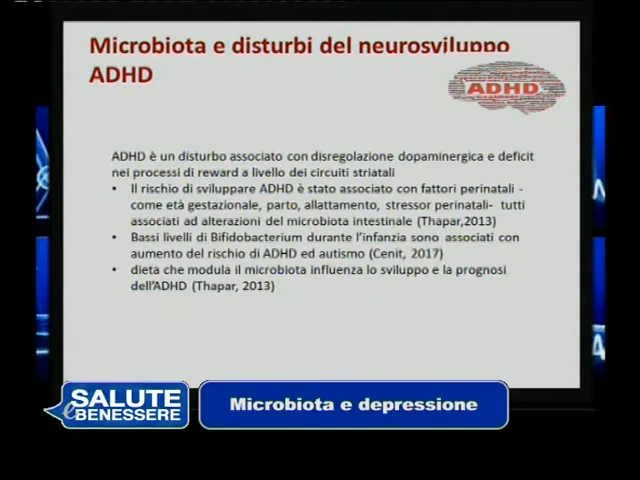 Microbiota e disturbi del neurosviluppo
ADHD
ADHD
ADHD è un disturbo associato con disregolazione dopaminergica e deficit
nei processi di reward a livello dei circuiti striatali
• Il rischio di sviluppare ADHD è stato associato con fattori perinatali -
come età gestazionale, parto, allattamento, stressor perinatali- tutti
associati ad alterazioni del microbiota intestinale (Thapar,2013)
• Bassi livelli di Bifidobacterium durante l'infanzia sono associati con
aumento del rischio di ADHD ed autismo (Cenit, 2017)
• dieta che modula il microbiota influenza lo sviluppo e la prognosi
dell'ADHD (Thapar, 2013)
SALUTE
e BENESSERE
Microbiota e depressione